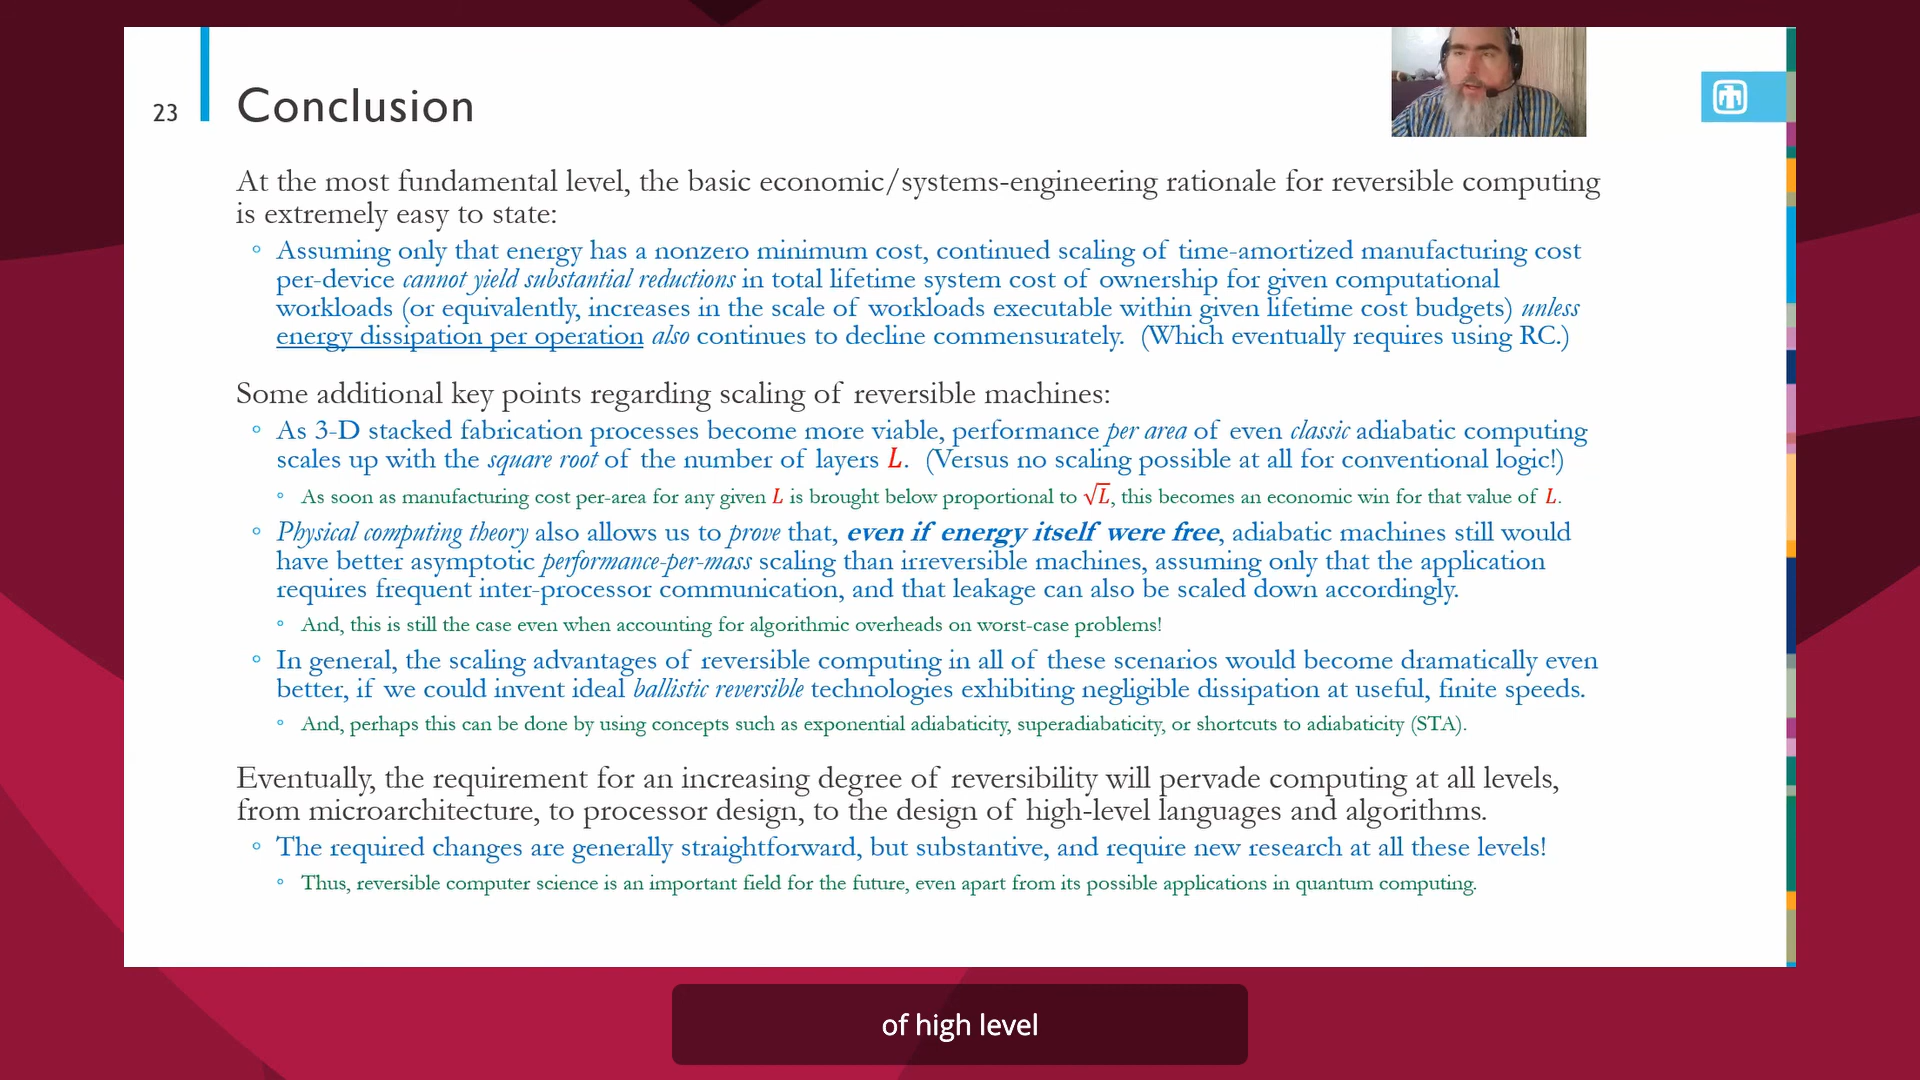 23
Conclusion
At the most fundamental level, the basic economic/systems-engineering rationale for reversible computing
is extremely easy to state:
◦ Assuming only that energy has a nonzero minimum cost, continued scaling of time-amortized manufacturing cost
per-device cannot yield substantial reductions in total lifetime system cost of ownership for given computational
workloads (or equivalently, increases in the scale of workloads executable within given lifetime cost budgets) unless
energy dissipation per operation also continues to decline commensurately. (Which eventually requires using RC.)
Some additional key points regarding scaling of reversible machines:
◦ As 3-D stacked fabrication processes become more viable, performance per area of even classic adiabatic computing
scales up with the square root of the number of layers L. (Versus no scaling possible at all for conventional logic!)
◦ As soon as manufacturing cost per-area for any given L is brought below proportional to √L, this becomes an economic win for that value of L.
◦ Physical computing theory also allows us to prove that, even if energy itself were free, adiabatic machines still would
have better asymptotic performance-per-mass scaling than irreversible machines, assuming only that the application
requires frequent inter-processor communication, and that leakage can also be scaled down accordingly.
◦ And, this is still the case even when accounting for algorithmic overheads on worst-case problems!
◦ In general, the scaling advantages of reversible computing in all of these scenarios would become dramatically even
better, if we could invent ideal ballistic reversible technologies exhibiting negligible dissipation at useful, finite speeds.
◦ And, perhaps this can be done by using concepts such as exponential adiabaticity, superadiabaticity, or shortcuts to adiabaticity (STA).
Eventually, the requirement for an increasing degree of reversibility will pervade computing at all levels,
from microarchitecture, to processor design, to the design of high-level languages and algorithms.
◦ The required changes are generally straightforward, but substantive, and require new research at all these levels!
◦ Thus, reversible computer science is an important field for the future, even apart from its possible applications in quantum computing.
of high level